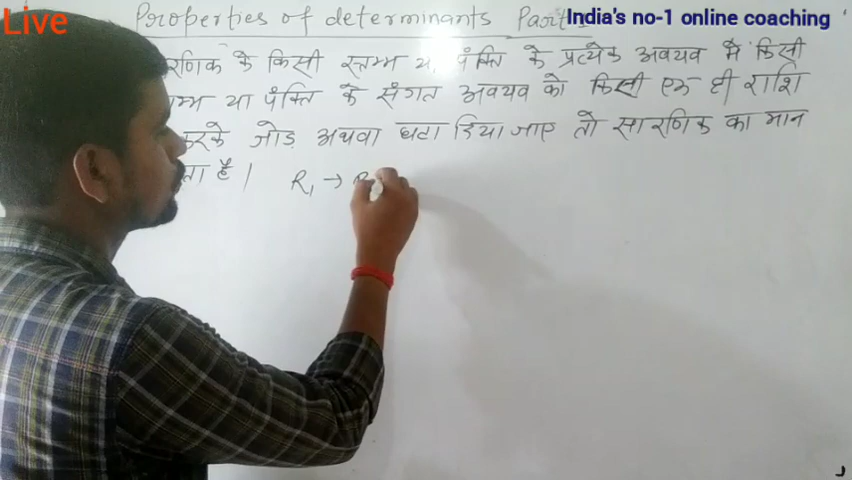 Live
Properties of determinants Part
India's no-1 online coaching
रणिक के किसी स्तम्भ या पंक्ति के प्रत्येक अवयव में किसी
म्भ या पंक्ति के संगत अवयव को किसी एक ही राशि
करके जोड़ अथवा घटा दिया जाए तो सारणिक का मान
ता है।
R₁ → R